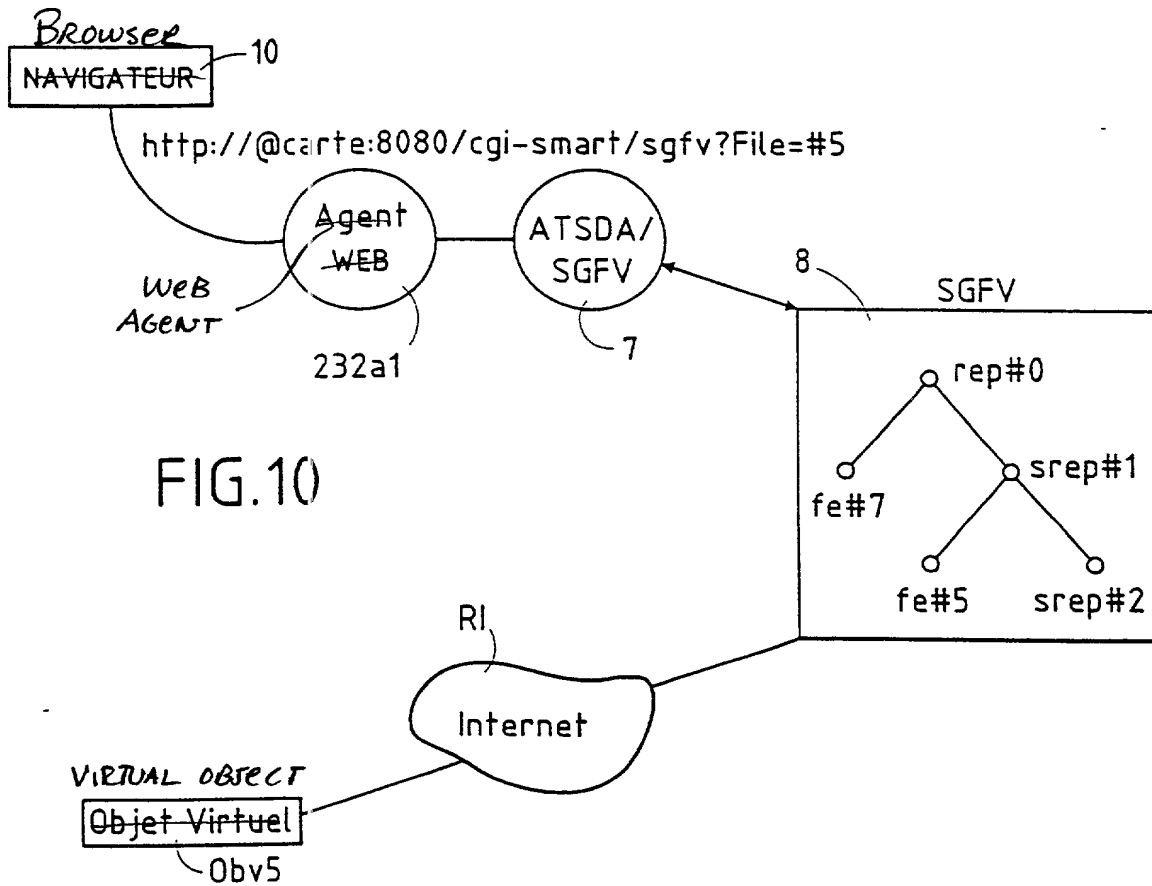 Browser
NAVIGATEUR
10
http://@carte:8080/cgi-smart/sgfv?File=#5
Agent
WEB
WEB
AGENT
232a1
ATSDA/
SGFV
7
8
SGFV
rep#0
fe#7
srep#1
fe#5
srep#2
FIG.10
RI
Internet
VIRTUAL OBJECT
Objet Virtuel
Obv5